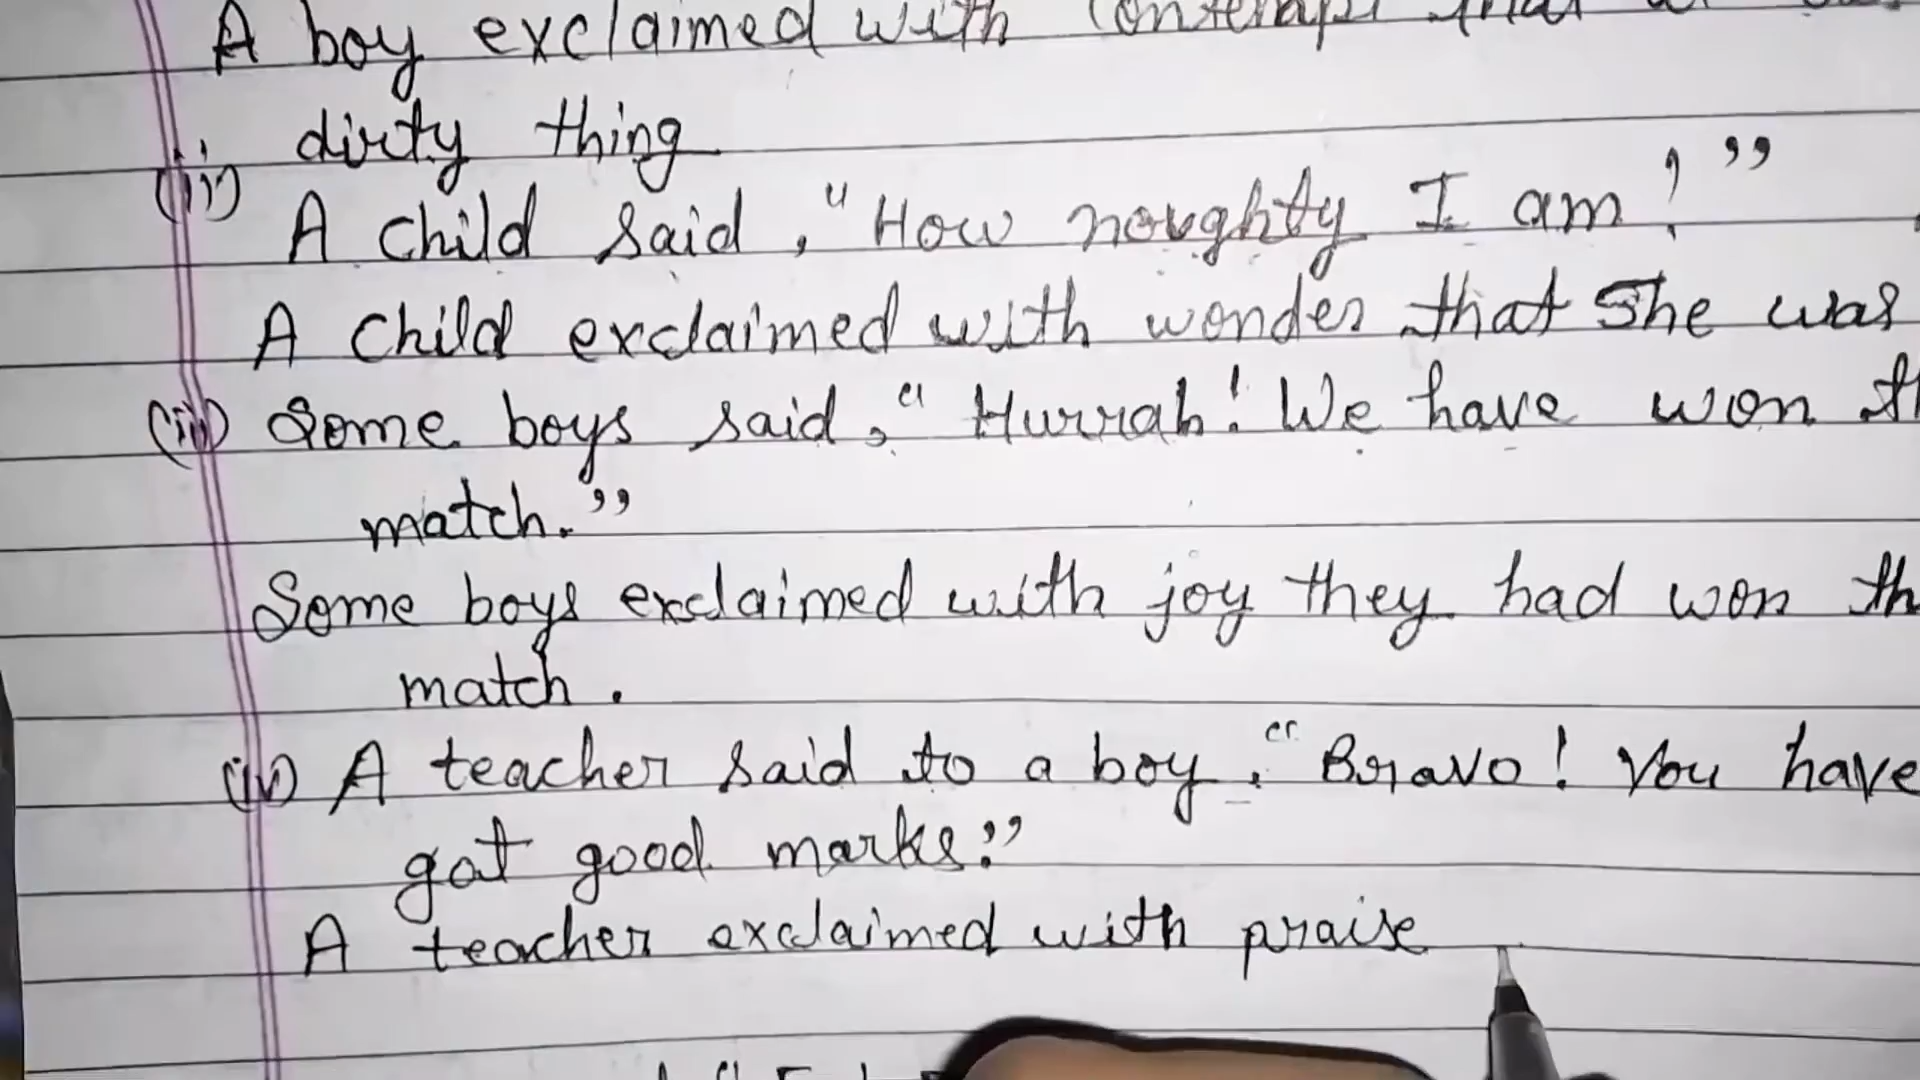 A boy exclaimed with contempt that
dirty thing
(ii) A child said, "How noughty I am!"
A child exclaimed with wonder that she was
(iii) Some boys said, "Hurrah! We have won
match."
Some boys exclaimed with joy they had won
match.
(iv) A teacher said to a boy, "Bravo! You have
got good marks."
A teacher exclaimed with praise